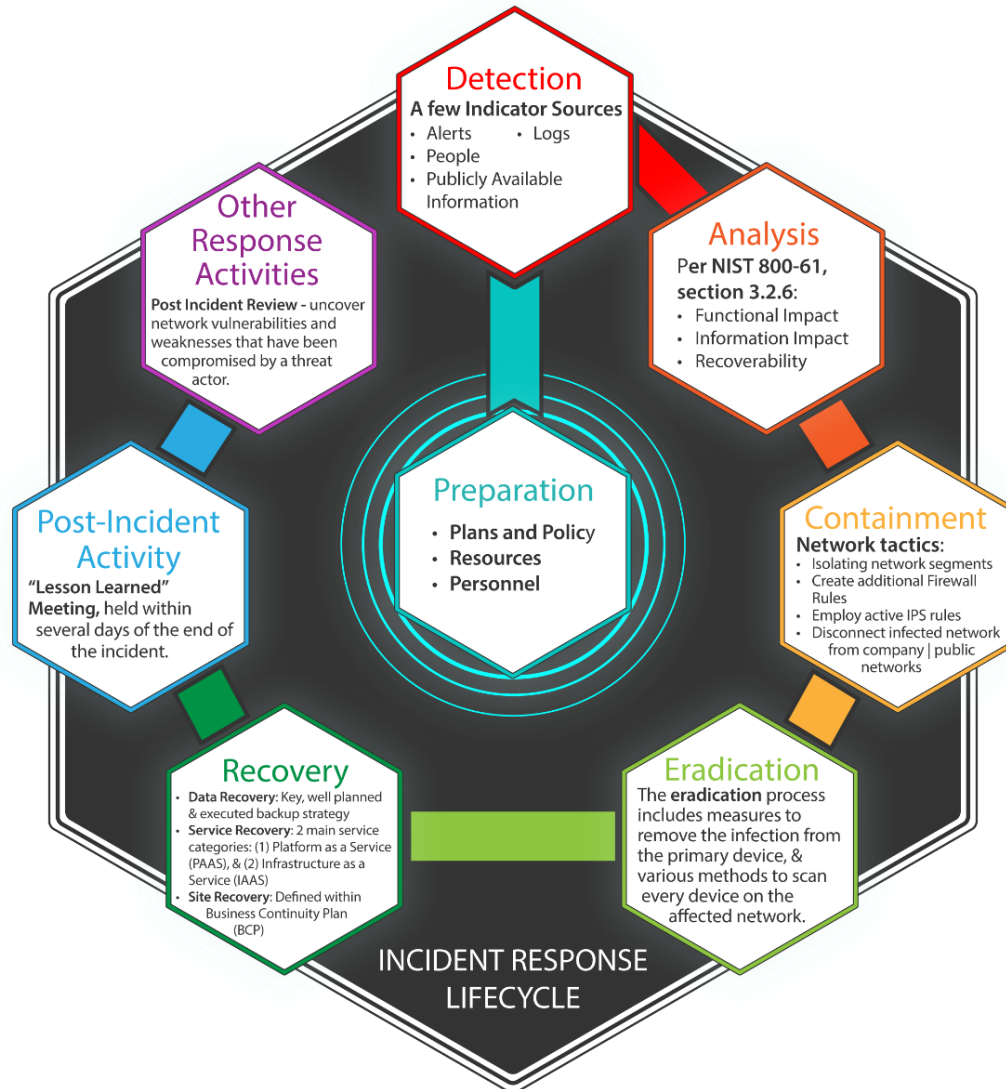 Detection
A few Indicator Sources
• Alerts • Logs
• People
• Publicly Available
Information
Analysis
Per NIST 800-61,
section 3.2.6:
• Functional Impact
• Information Impact
• Recoverability
Containment
Network tactics:
• Isolating network segments
• Create additional Firewall
Rules
• Employ active IPS rules
• Disconnect infected network
from company | public
networks
Eradication
The eradication process
includes measures to
remove the infection from
the primary device, &
various methods to scan
every device on the
affected network.
Recovery
• Data Recovery: Key, well planned
& executed backup strategy
• Service Recovery: 2 main service
categories: (1) Platform as a Service
(PAAS), & (2) Infrastructure as a
Service (IAAS)
• Site Recovery: Defined within
Business Continuity Plan
(BCP)
Post-Incident
Activity
“Lesson Learned”
Meeting, held within
several days of the end of
the incident.
Other
Response
Activities
Post Incident Review - uncover
network vulnerabilities and
weaknesses that have been
compromised by a threat
actor.
Preparation
• Plans and Policy
• Resources
• Personnel
INCIDENT RESPONSE
LIFECYCLE